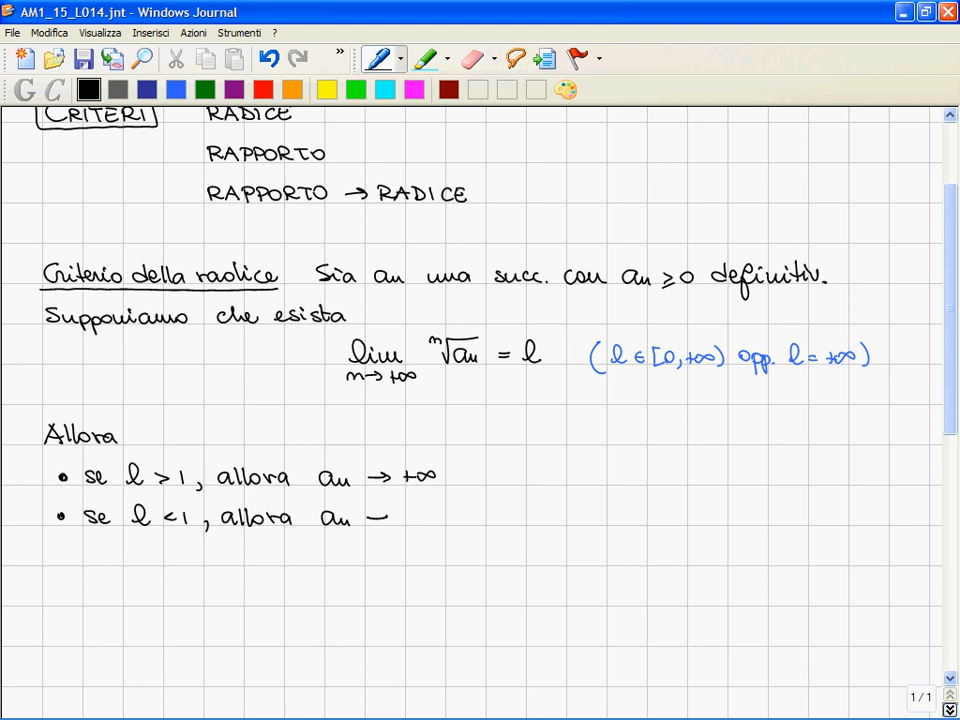 AM1_15_L014.jnt - Windows Journal
File Modifica Visualizza Inserisci Azioni Strumenti ?
CRITERI RADICE
RAPPORTO
RAPPORTO → RADICE
Criterio della radice Sia an una succ. con an ≥ 0 definitiv.
Supponiamo che esista
lim n→+∞ ⁿ√an = l (l ∈ [0,+∞) opp. l = +∞)
Allora
• se l > 1, allora an → +∞
• se l < 1, allora an –
1 / 1